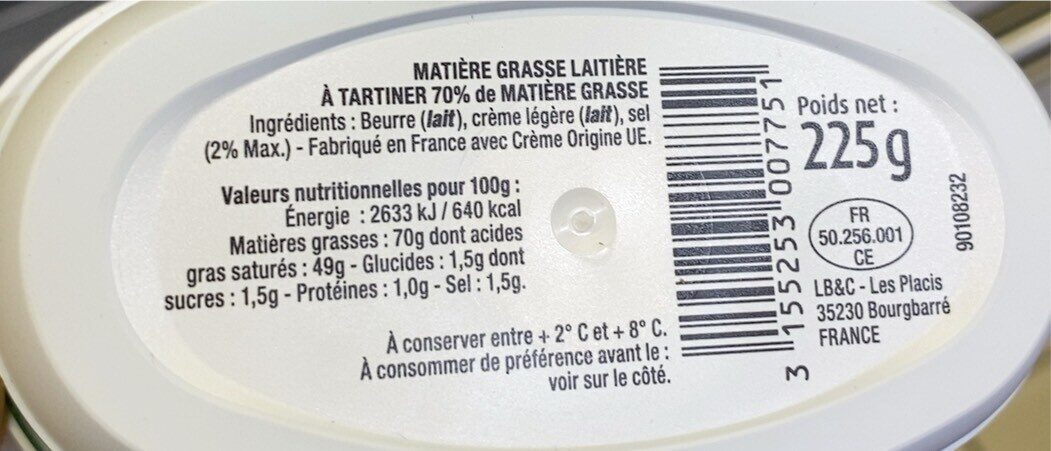 MATIÈRE GRASSE LAITIÈRE
À TARTINER 70% de MATIÈRE GRASSE
Ingrédients : Beurre (lait), crème légère (lait), sel
(2% Max.) - Fabriqué en France avec Crème Origine UE.
Valeurs nutritionnelles pour 100g :
Énergie : 2633 kJ / 640 kcal
Matières grasses : 70g dont acides
gras saturés : 49g - Glucides : 1,5g dont
sucres : 1,5g - Protéines : 1,0g - Sel : 1,5g.
À conserver entre + 2° C et + 8° C.
À consommer de préférence avant le :
voir sur le côté.
3 155253 007751
Poids net :
225g
FR
50.256.001
CE
LB&C - Les Placis
35230 Bourgbarré
FRANCE
90108232